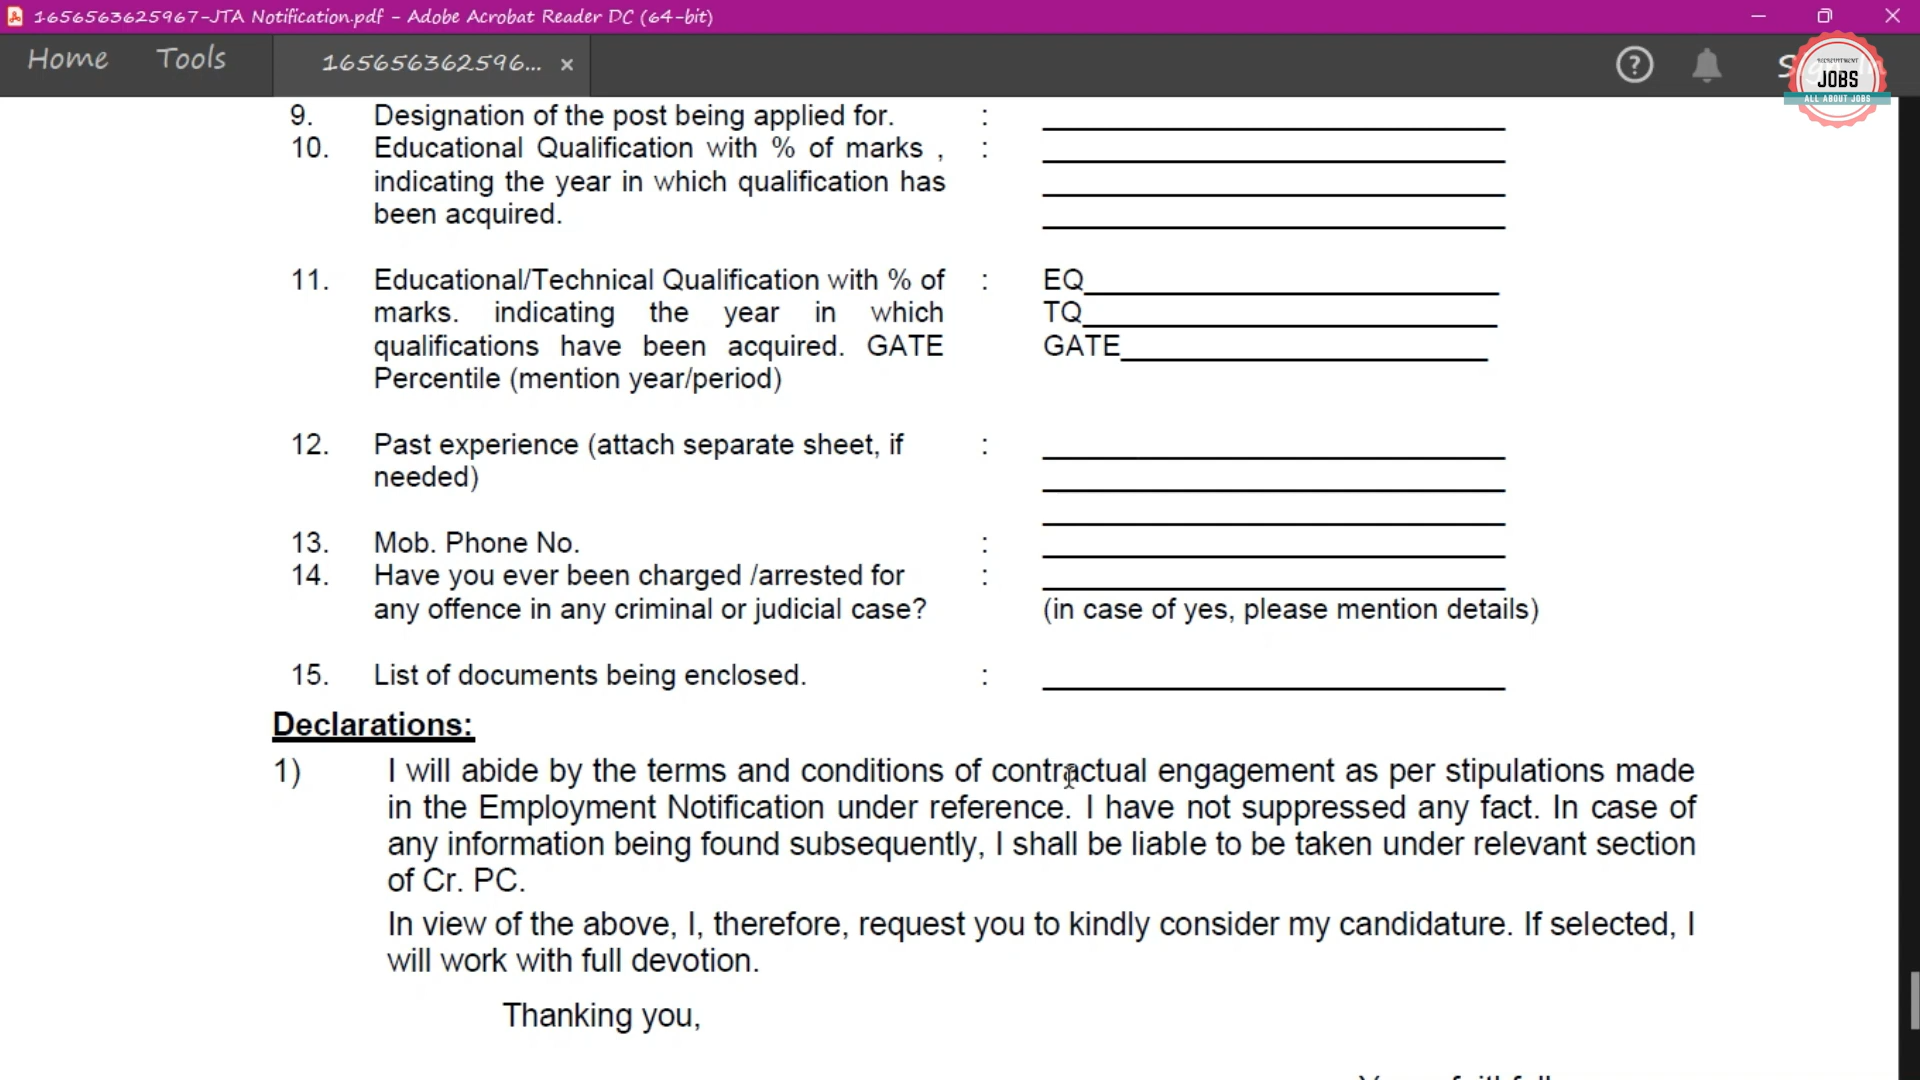 1656563625967-JTA Notification.pdf - Adobe Acrobat Reader DC (64-bit)
Home Tools 165656362596... ×
RECRUITMENT
JOBS
ALL ABOUT JOBS
9. Designation of the post being applied for. :
10. Educational Qualification with % of marks , :
indicating the year in which qualification has
been acquired.
11. Educational/Technical Qualification with % of : EQ
marks. indicating the year in which TQ
qualifications have been acquired. GATE GATE
Percentile (mention year/period)
12. Past experience (attach separate sheet, if :
needed)
13. Mob. Phone No. :
14. Have you ever been charged /arrested for :
any offence in any criminal or judicial case? (in case of yes, please mention details)
15. List of documents being enclosed. :
Declarations:
1) I will abide by the terms and conditions of contractual engagement as per stipulations made
in the Employment Notification under reference. I have not suppressed any fact. In case of
any information being found subsequently, I shall be liable to be taken under relevant section
of Cr. PC.
In view of the above, I, therefore, request you to kindly consider my candidature. If selected, I
will work with full devotion.
Thanking you,